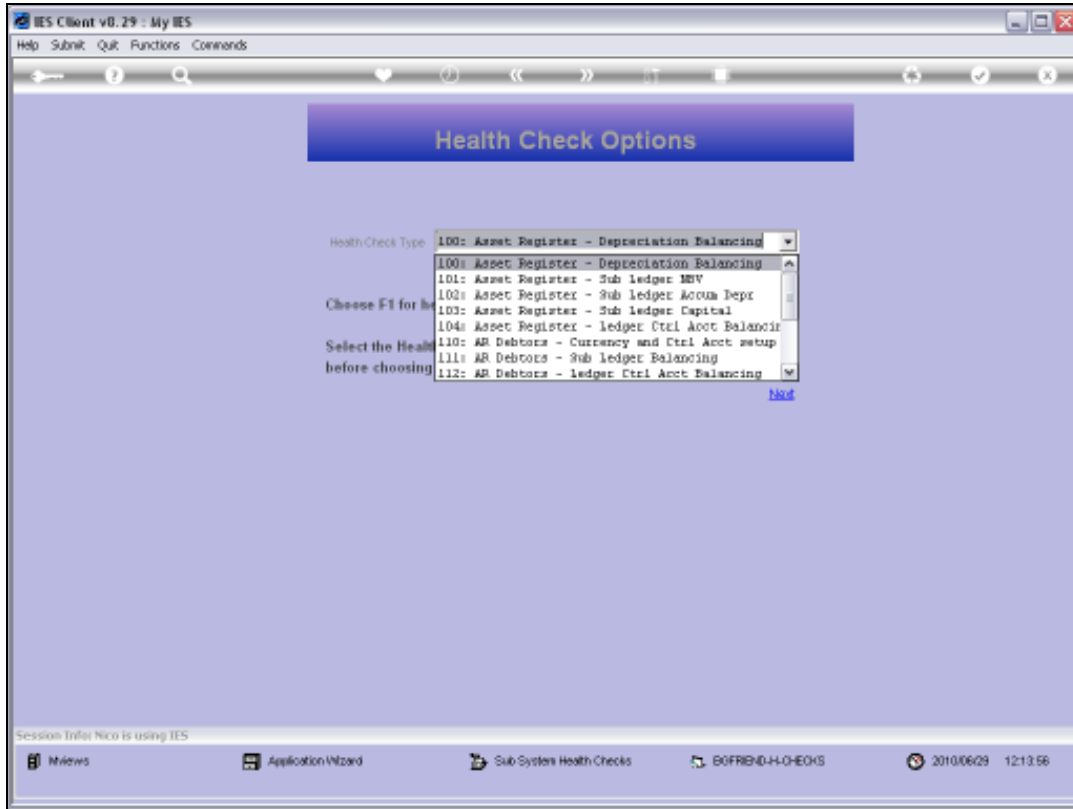 IES Client v8.29 : My IES
Help Submit Quit Functions Commands
Health Check Options
Health Check Type 100: Asset Register - Depreciation Balancing
100: Asset Register - Depreciation Balancing
101: Asset Register - Sub ledger NBV
102: Asset Register - Sub ledger Accum Depr
Choose F1 for he
103: Asset Register - Sub ledger Capital
104: Asset Register - ledger Ctrl Acct Balancin
110: AR Debtors - Currency and Ctrl Acct setup
Select the Healt
111: AR Debtors - Sub ledger Balancing
before choosing
112: AR Debtors - ledger Ctrl Acct Balancing
Next
Session Info: Nico is using IES
Mviews Application Wizard Sub System Health Checks BGFRIEND-H-CHECKS 2010/06/29 12:13:56